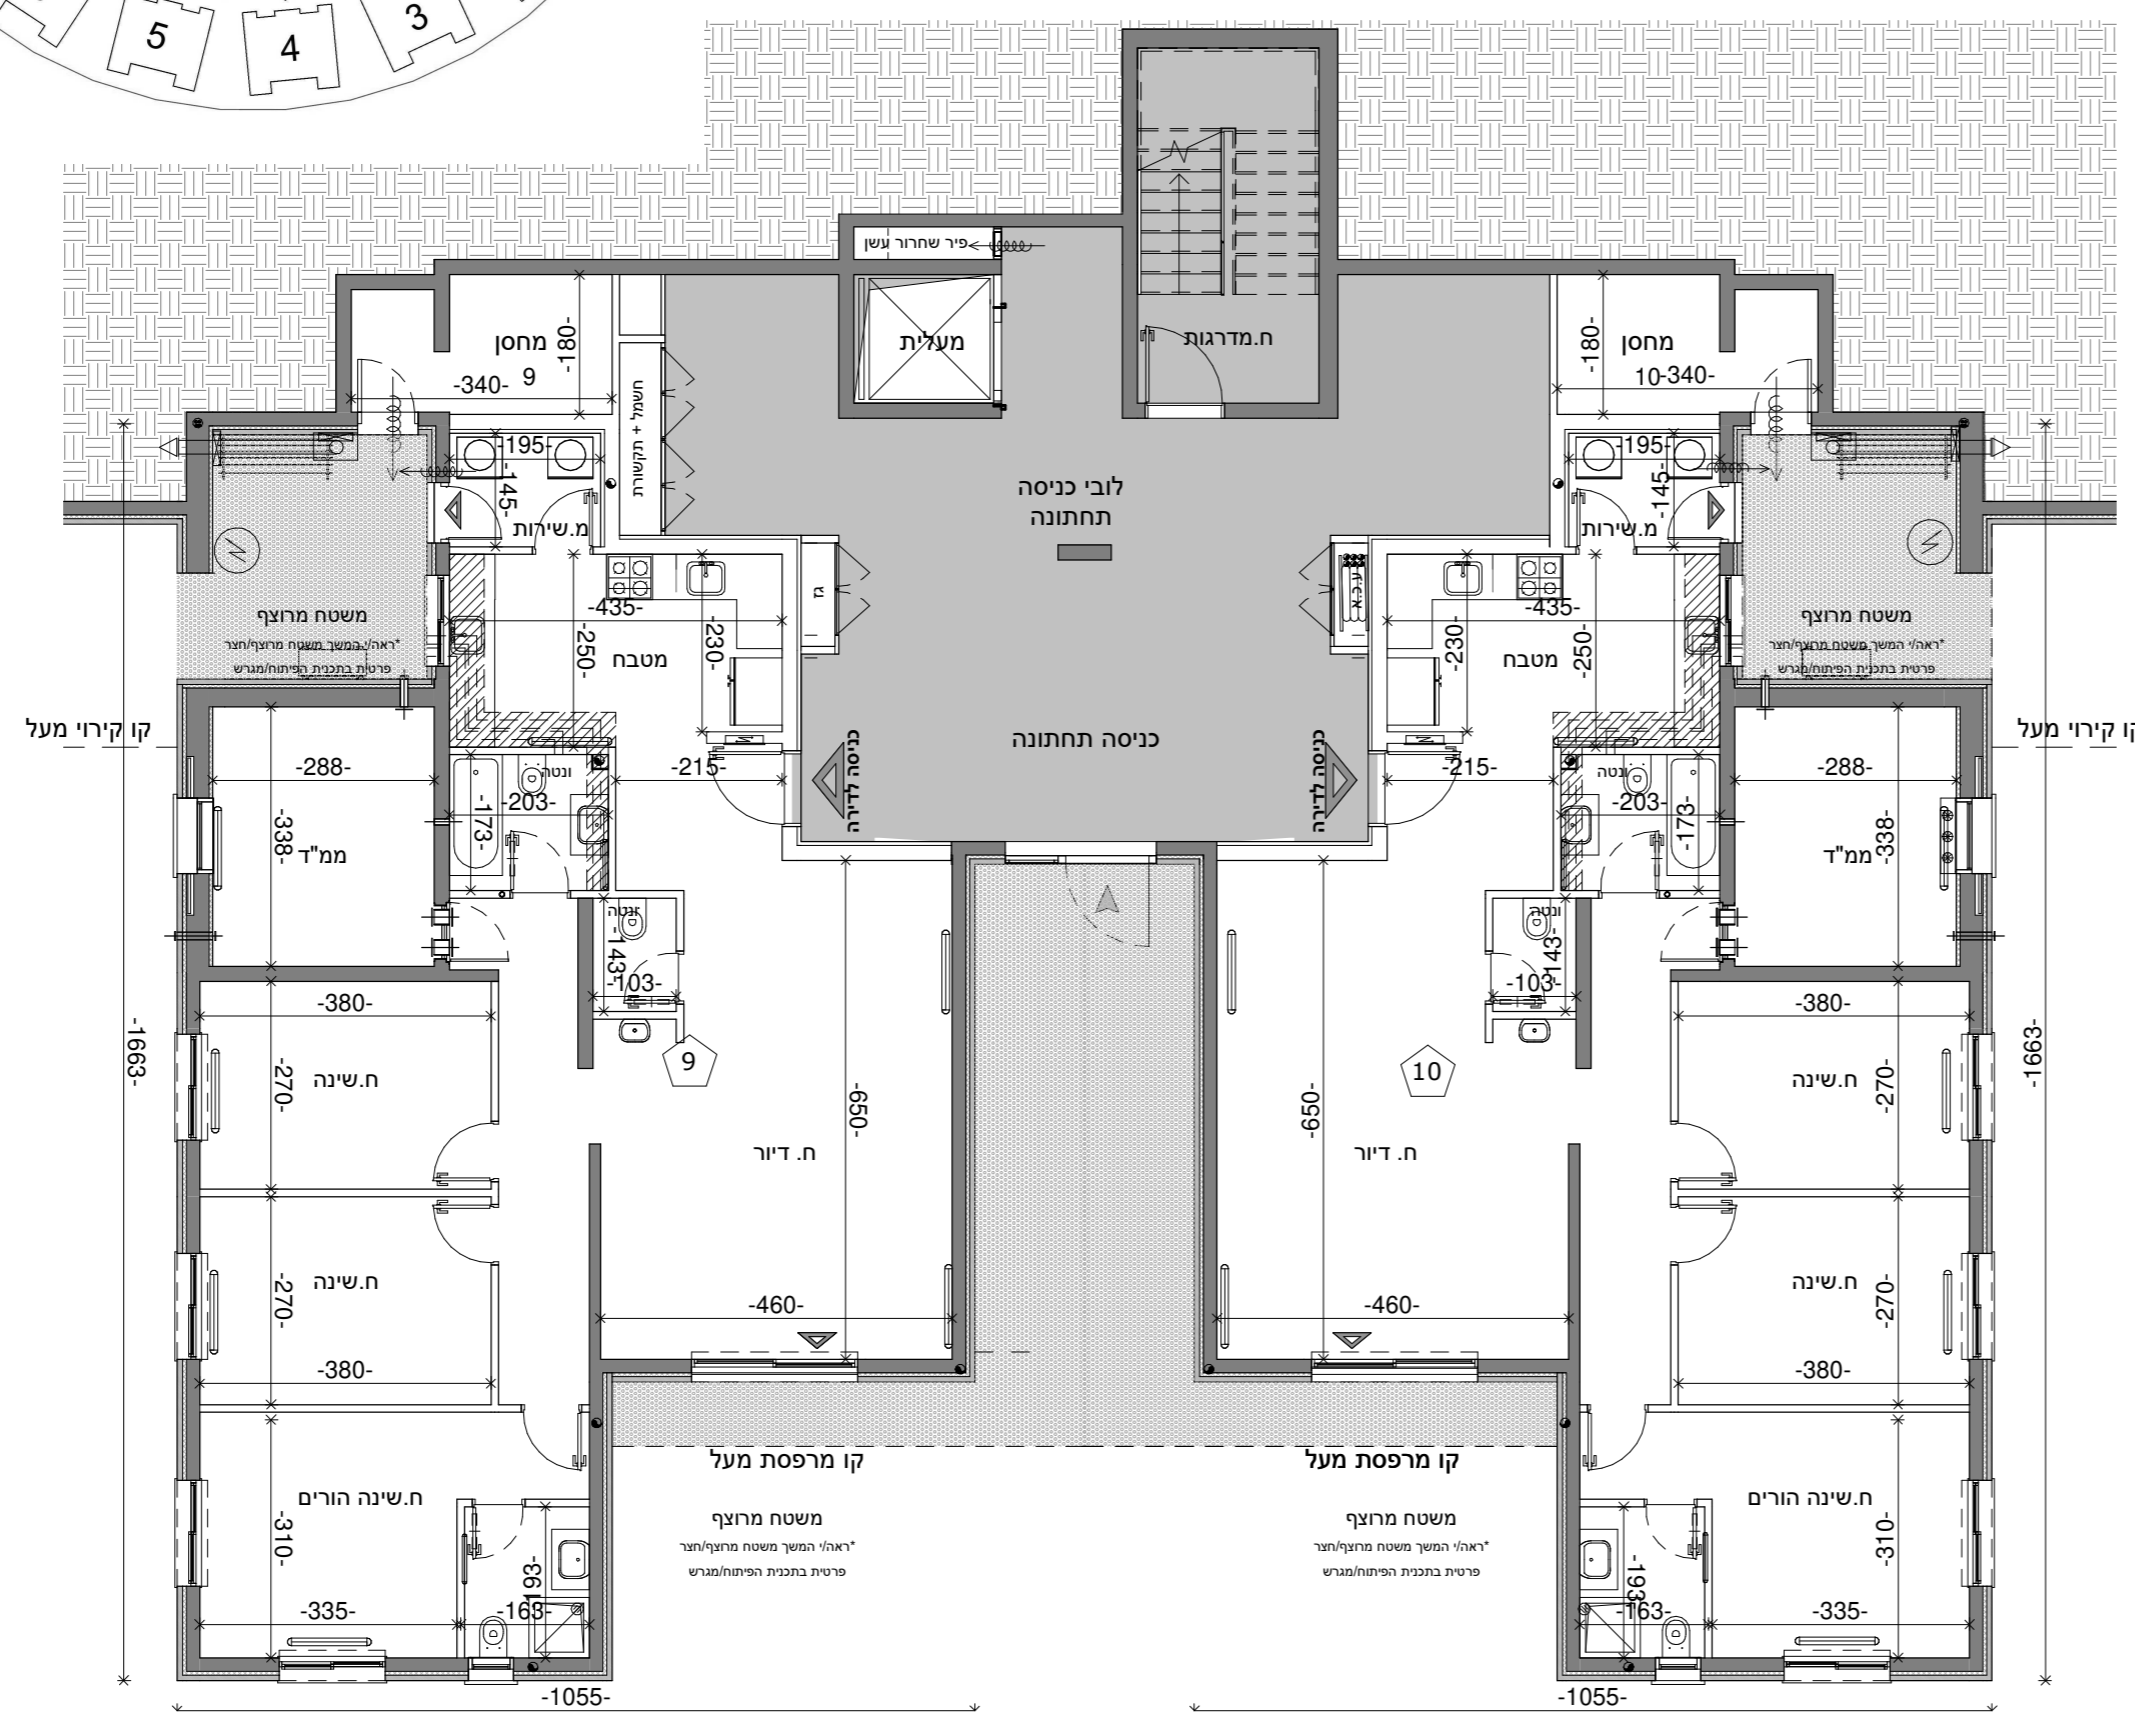 5
4
3
פיר שחרור עשן
מעלית
ח.מדרגות
מחסן
9
-340-
-180-
מחסן
10
-340-
-180-
חשמל + תקשורת
-195-
-145-
מ.שירות
-195-
-145-
מ.שירות
לובי כניסה
תחתונה
גז
ע.כ.א
משטח מרוצף
*ראה/י המשך משטח מרוצף/חצר
פרטית בתכנית הפיתוח/מגרש
-435-
-250-
-230-
מטבח
-435-
-230-
-250-
מטבח
משטח מרוצף
*ראה/י המשך משטח מרוצף/חצר
פרטית בתכנית הפיתוח/מגרש
קו קירוי מעל
קו קירוי מעל
כניסה תחתונה
כניסה לדירה
כניסה לדירה
-288-
-338-
ממ"ד
ונטה
-203-
-173-
-215-
-215-
ונטה
-203-
-173-
-288-
-338-
ממ"ד
ונטה
-143-
-103-
ונטה
-143-
-103-
-1663-
-380-
-270-
ח.שינה
9
-650-
ח. דיור
10
-650-
ח. דיור
-380-
-270-
ח.שינה
-1663-
ח.שינה
-270-
-380-
-460-
-460-
ח.שינה
-270-
-380-
קו מרפסת מעל
קו מרפסת מעל
ח.שינה הורים
-310-
-335-
-193-
-163-
משטח מרוצף
*ראה/י המשך משטח מרוצף/חצר
פרטית בתכנית הפיתוח/מגרש
משטח מרוצף
*ראה/י המשך משטח מרוצף/חצר
פרטית בתכנית הפיתוח/מגרש
ח.שינה הורים
-310-
-193-
-163-
-335-
-1055-
-1055-